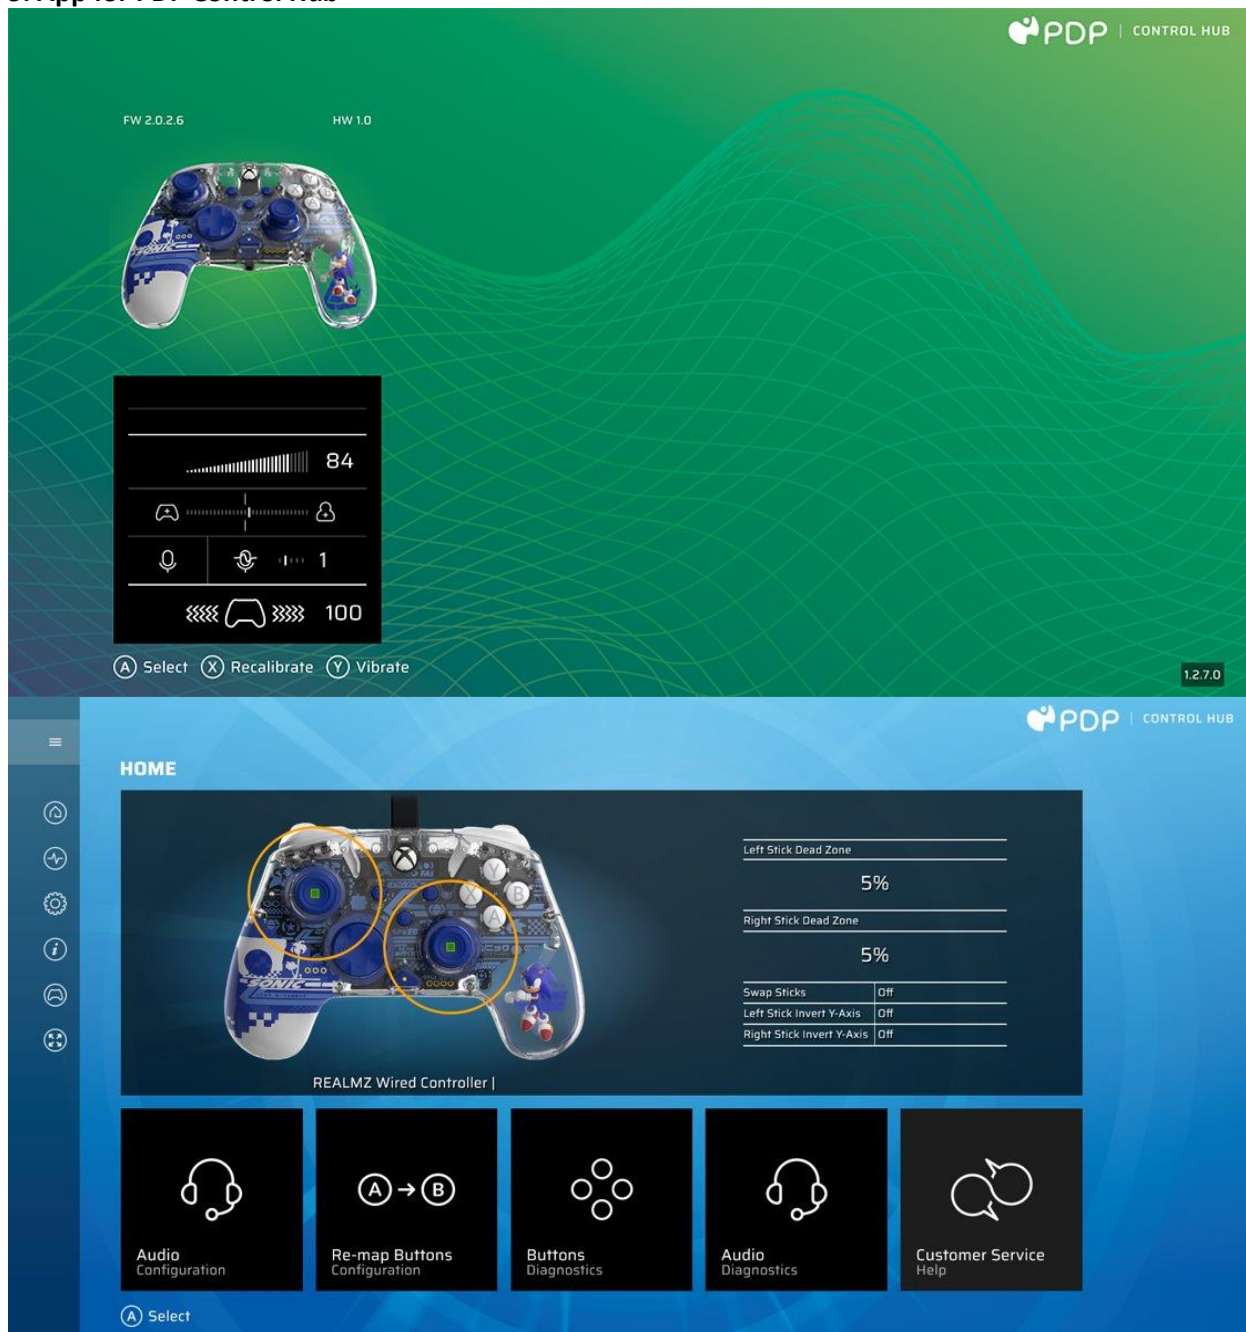 PDP | CONTROL HUB
FW 2.0.2.6
HW 1.0
SONIC
84
1
100
A Select X Recalibrate Y Vibrate
1.2.7.0
PDP | CONTROL HUB
HOME
Left Stick Dead Zone
5%
Right Stick Dead Zone
5%
Swap Sticks Off
Left Stick Invert Y-Axis Off
Right Stick Invert Y-Axis Off
Y
X B
A
SONIC
REALMZ Wired Controller |
A → B
Audio
Configuration
Re-map Buttons
Configuration
Buttons
Diagnostics
Audio
Diagnostics
Customer Service
Help
A Select